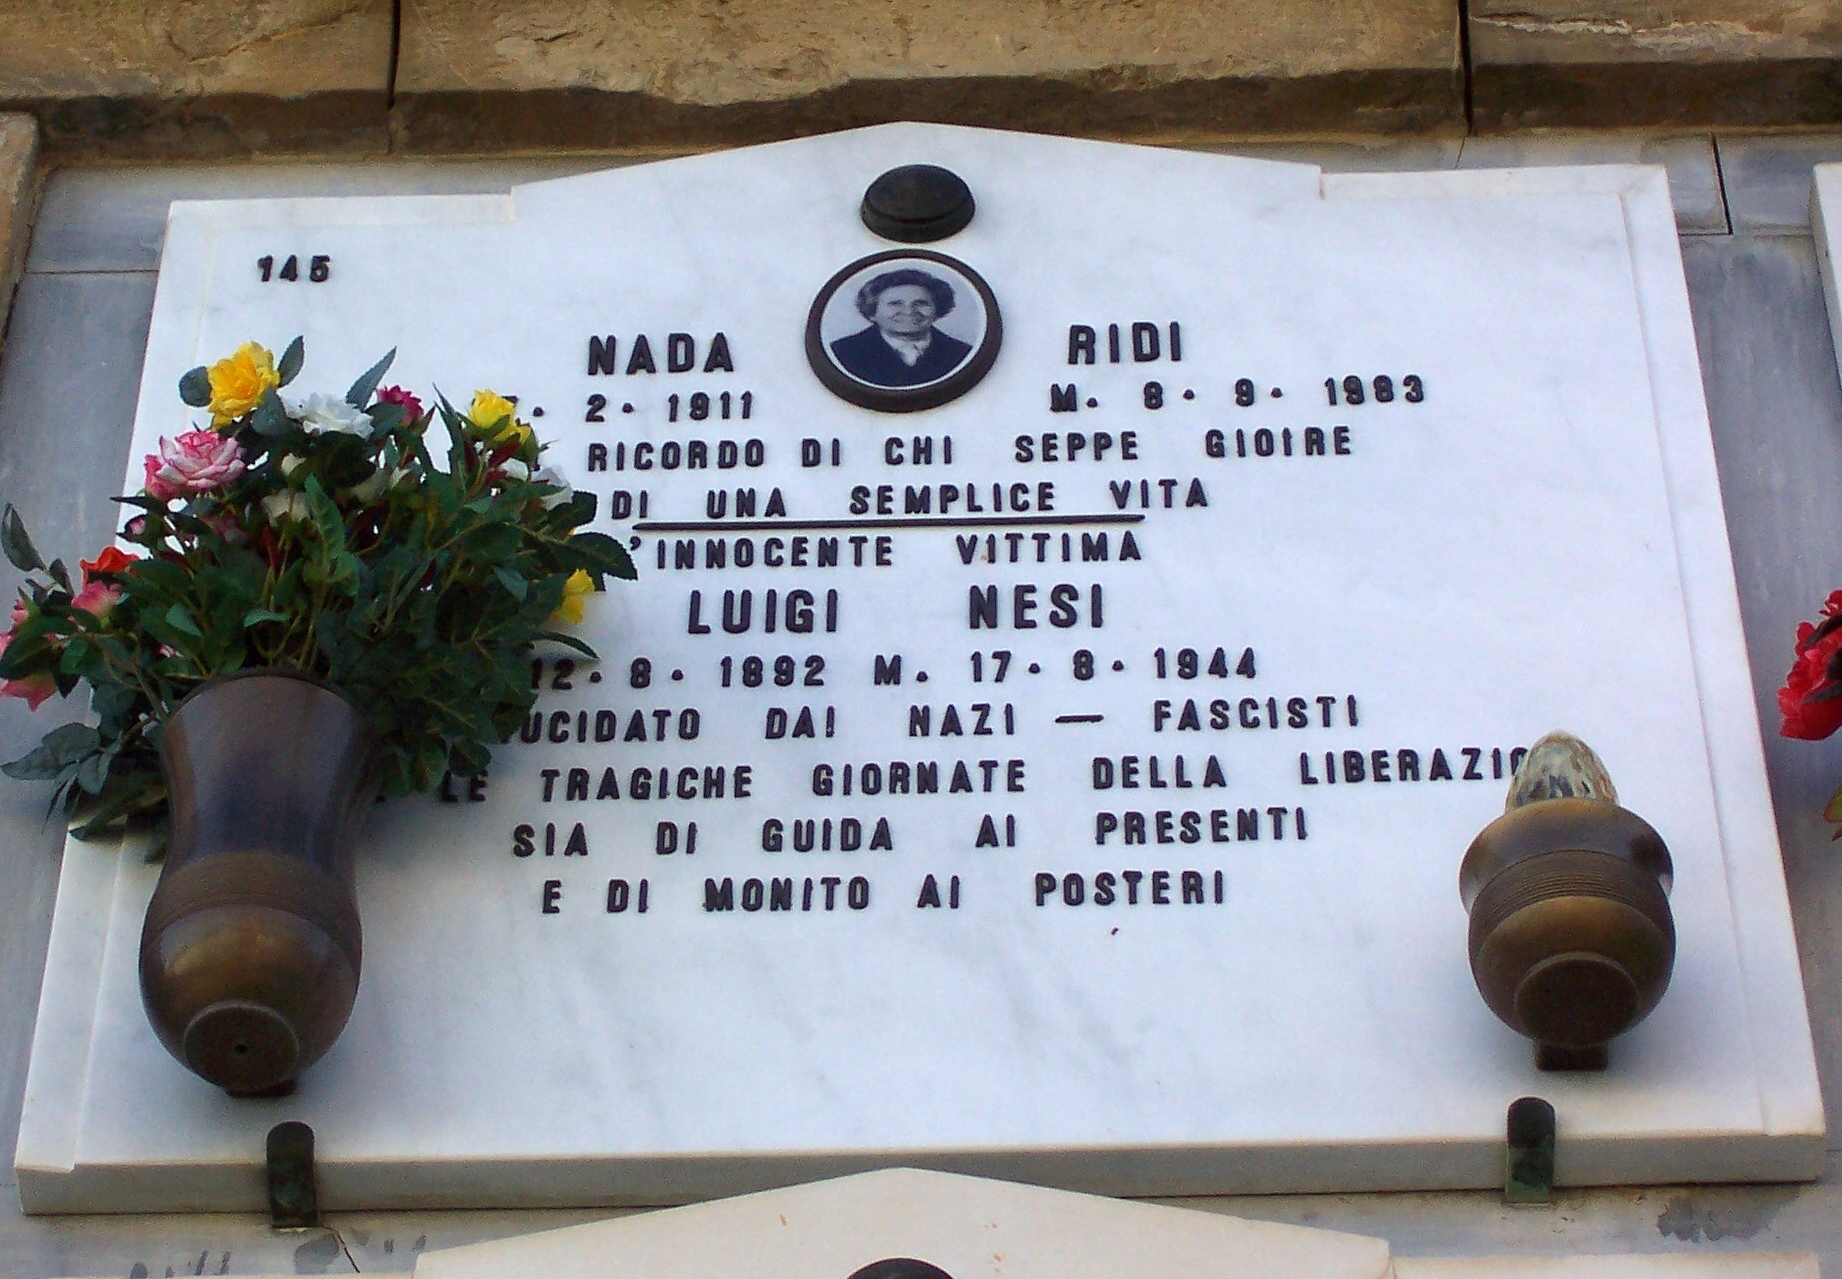 145
NADA RIDI
2. 1911 M. 8. 9. 1983
RICORDO DI CHI SEPPE GIOIRE
DI UNA SEMPLICE VITA
'INNOCENTE VITTIMA
LUIGI NESI
12. 8. 1892 M. 17. 8. 1944
DAI NAZI — FASCISTI
LE TRAGICHE GIORNATE DELLA
SIA DI GUIDA AI PRESENTI
E DI MONITO AI POSTERI